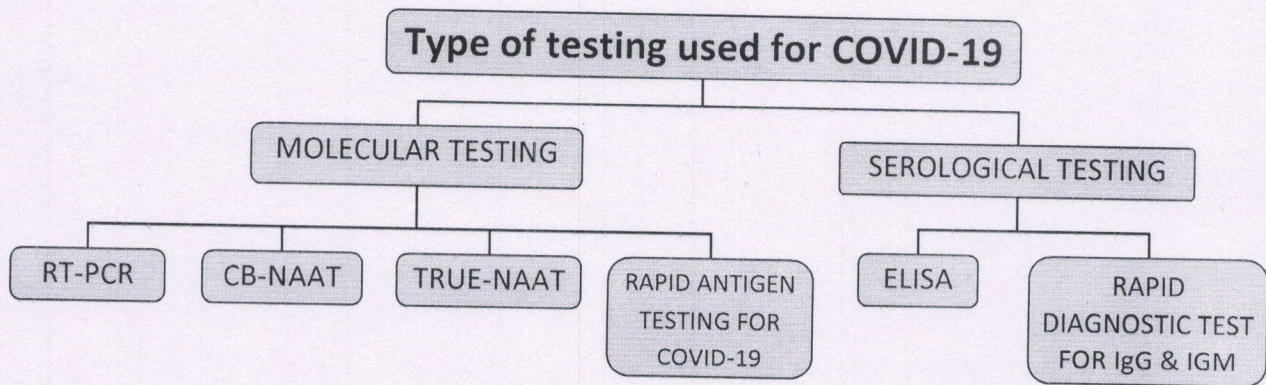 Type of testing used for COVID-19
MOLECULAR TESTING
SEROLOGICAL TESTING
RT-PCR
CB-NAAT
TRUE-NAAT
RAPID ANTIGEN
TESTING FOR
COVID-19
ELISA
RAPID
DIAGNOSTIC TEST
FOR IgG & IGM